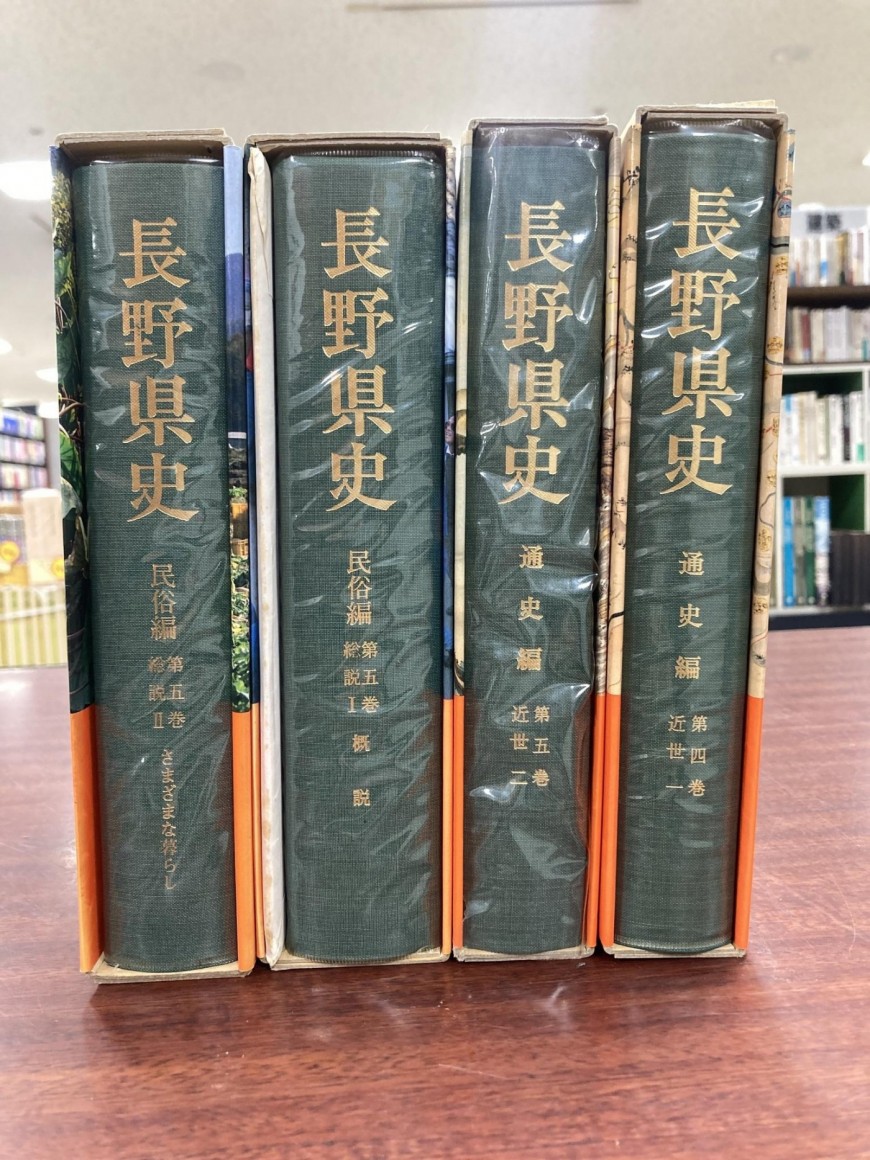 長野県史
民俗編
第五巻
総説Ⅱ
さまざまな暮らし
長野県史
民俗編
第五巻
総説Ⅰ
概説
長野県史
通史編
第五巻
近世二
長野県史
通史編
第四巻
近世一
建築